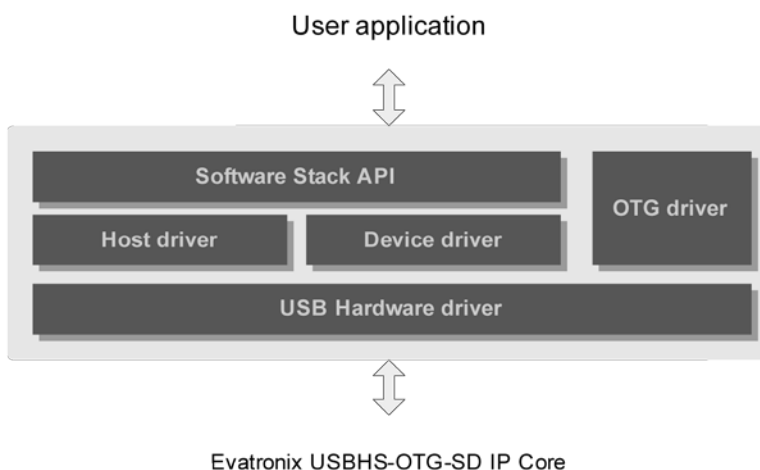 User application
Software Stack API
OTG driver
Host driver
Device driver
USB Hardware driver
Evatronix USBHS-OTG-SD IP Core